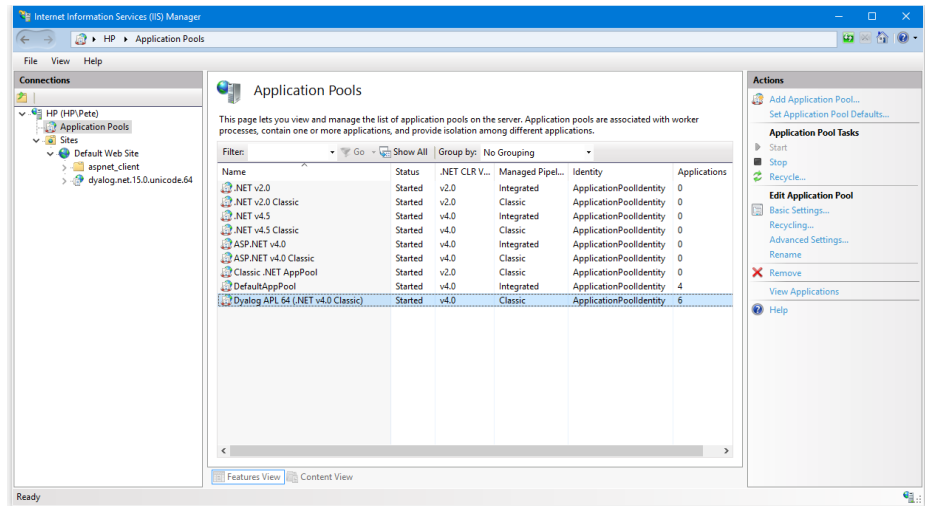 Internet Information Services (IIS) Manager
HP Application Pools
File View Help
Connections
HP (HP\Pete)
Application Pools
Sites
Default Web Site
aspnet_client
dyalog.net.15.0.unicode.64
Application Pools
This page lets you view and manage the list of application pools on the server. Application pools are associated with worker
processes, contain one or more applications, and provide isolation among different applications.
Filter: Go Show All Group by: No Grouping
Name Status .NET CLR V... Managed Pipel... Identity Applications
.NET v2.0 Started v2.0 Integrated ApplicationPoolIdentity 0
.NET v2.0 Classic Started v2.0 Classic ApplicationPoolIdentity 0
.NET v4.5 Started v4.0 Integrated ApplicationPoolIdentity 0
.NET v4.5 Classic Started v4.0 Classic ApplicationPoolIdentity 0
ASP.NET v4.0 Started v4.0 Integrated ApplicationPoolIdentity 0
ASP.NET v4.0 Classic Started v4.0 Classic ApplicationPoolIdentity 0
Classic .NET AppPool Started v2.0 Classic ApplicationPoolIdentity 0
DefaultAppPool Started v4.0 Integrated ApplicationPoolIdentity 4
Dyalog APL 64 (.NET v4.0 Classic) Started v4.0 Classic ApplicationPoolIdentity 6
Features View Content View
Actions
Add Application Pool...
Set Application Pool Defaults...
Application Pool Tasks
Start
Stop
Recycle...
Edit Application Pool
Basic Settings...
Recycling...
Advanced Settings...
Rename
Remove
View Applications
Help
Ready